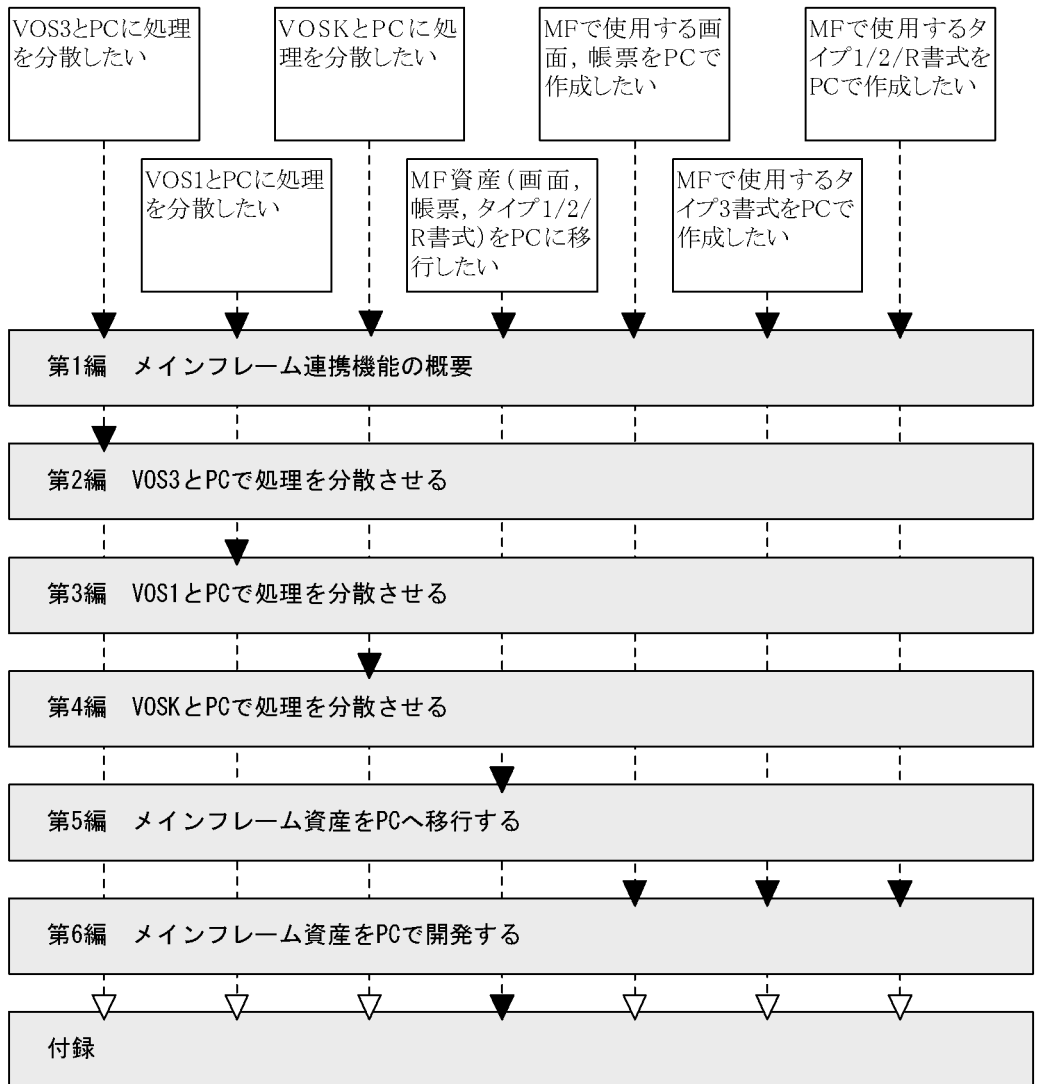 VOS3とPCに処理
を分散したい
VOSKとPCに処
理を分散したい
MFで使用する画
面，帳票をPCで
作成したい
MFで使用するタ
イプ1/2/R書式を
PCで作成したい
VOS1とPCに処理
を分散したい
MF資産（画面，
帳票，タイプ1/2/
R書式）をPCに移
行したい
MFで使用するタ
イプ3書式をPCで
作成したい
第1編　メインフレーム連携機能の概要
第2編　VOS3とPCで処理を分散させる
第3編　VOS1とPCで処理を分散させる
第4編　VOSKとPCで処理を分散させる
第5編　メインフレーム資産をPCへ移行する
第6編　メインフレーム資産をPCで開発する
付録